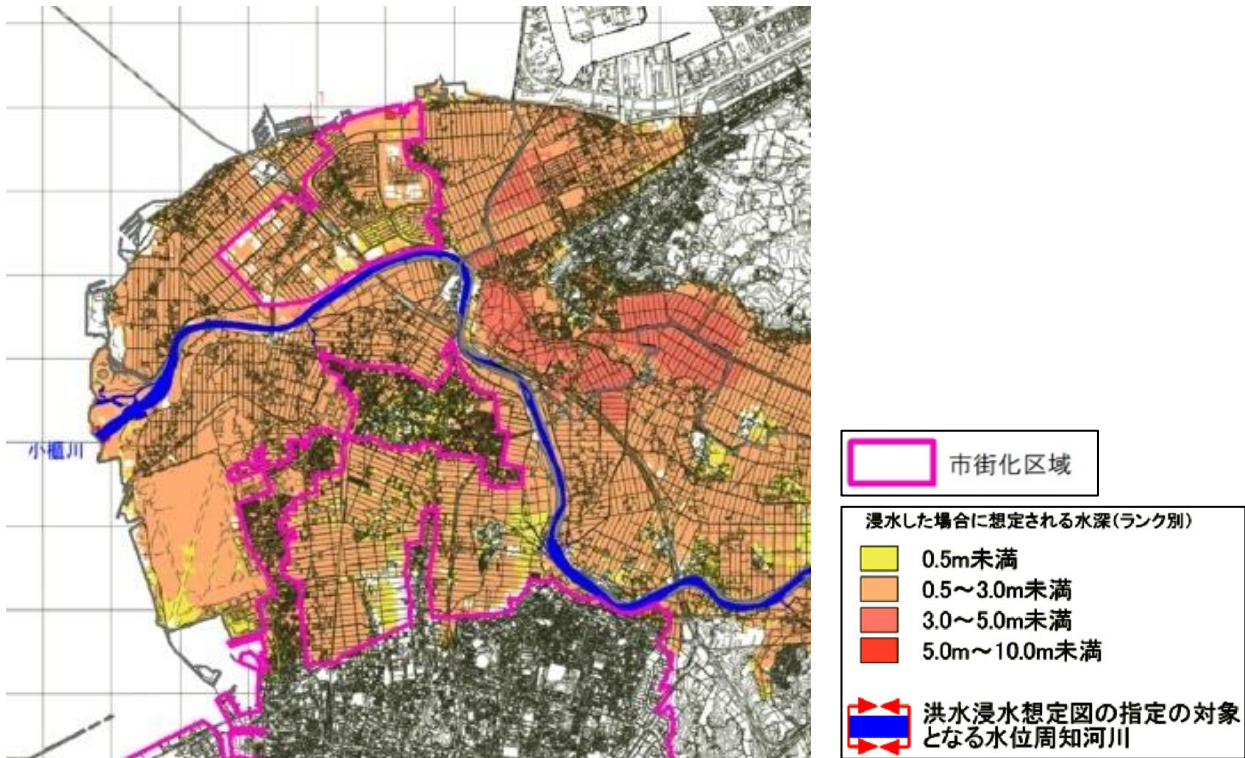 小櫃川
市街化区域
浸水した場合に想定される水深(ランク別)
0.5m未満
0.5～3.0m未満
3.0～5.0m未満
5.0m～10.0m未満
洪水浸水想定図の指定の対象
となる水位周知河川